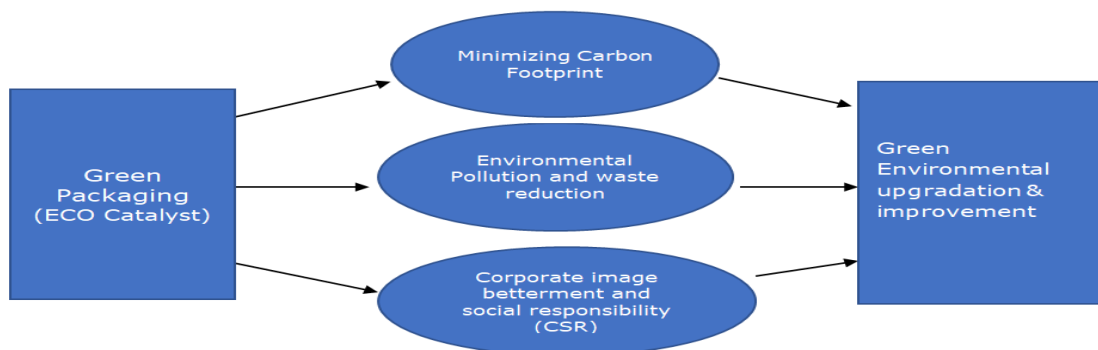 Minimizing Carbon
Footprint
Green
Packaging
(ECO Catalyst)
Environmental
Pollution and waste
reduction
Green
Environmental
upgradation &
improvement
Corporate image
betterment and
social responsibility
(CSR)